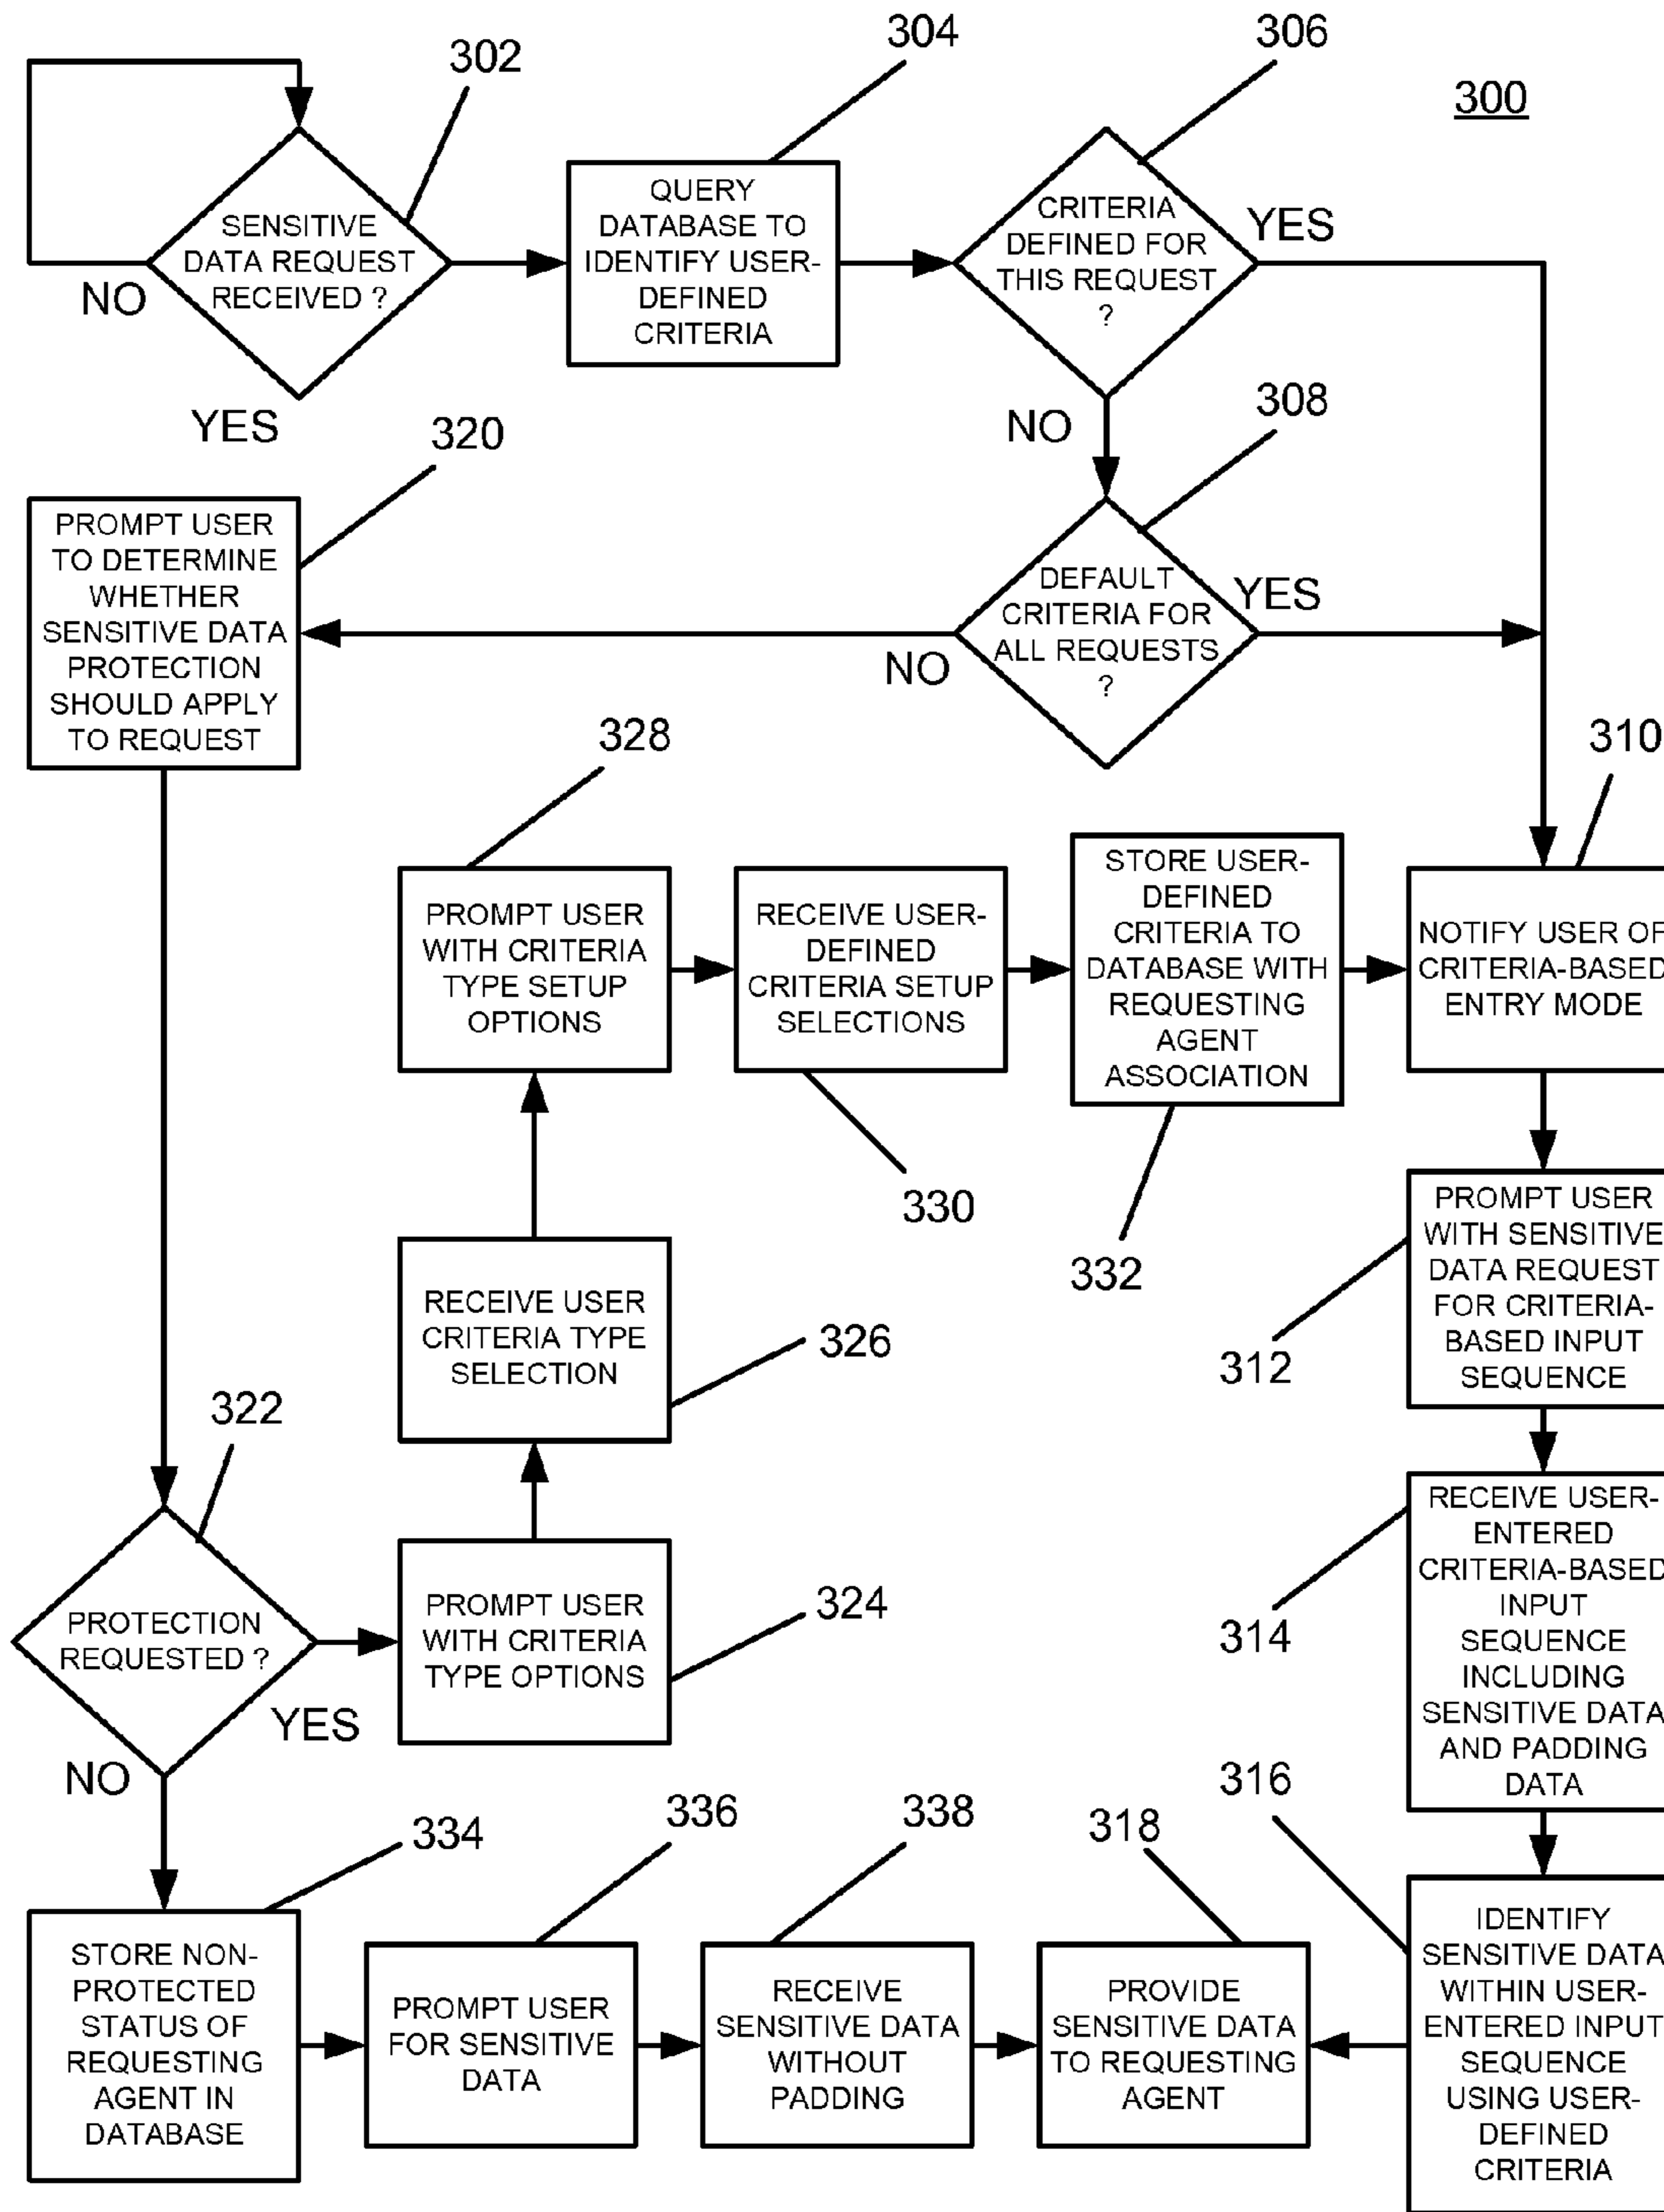 300
302
SENSITIVE
DATA REQUEST
RECEIVED ?
NO
YES
304
QUERY
DATABASE TO
IDENTIFY USER-
DEFINED
CRITERIA
306
CRITERIA
DEFINED FOR
THIS REQUEST
?
YES
NO
308
DEFAULT
CRITERIA FOR
ALL REQUESTS
?
YES
NO
320
PROMPT USER
TO DETERMINE
WHETHER
SENSITIVE DATA
PROTECTION
SHOULD APPLY
TO REQUEST
328
PROMPT USER
WITH CRITERIA
TYPE SETUP
OPTIONS
RECEIVE USER-
DEFINED
CRITERIA SETUP
SELECTIONS
330
STORE USER-
DEFINED
CRITERIA TO
DATABASE WITH
REQUESTING
AGENT
ASSOCIATION
332
310
NOTIFY USER OF
CRITERIA-BASED
ENTRY MODE
PROMPT USER
WITH SENSITIVE
DATA REQUEST
FOR CRITERIA-
BASED INPUT
SEQUENCE
312
RECEIVE USER
CRITERIA TYPE
SELECTION
326
322
PROTECTION
REQUESTED ?
YES
NO
PROMPT USER
WITH CRITERIA
TYPE OPTIONS
324
RECEIVE USER-
ENTERED
CRITERIA-BASED
INPUT
SEQUENCE
INCLUDING
SENSITIVE DATA
AND PADDING
DATA
314
316
IDENTIFY
SENSITIVE DATA
WITHIN USER-
ENTERED INPUT
SEQUENCE
USING USER-
DEFINED
CRITERIA
334
STORE NON-
PROTECTED
STATUS OF
REQUESTING
AGENT IN
DATABASE
336
PROMPT USER
FOR SENSITIVE
DATA
338
RECEIVE
SENSITIVE DATA
WITHOUT
PADDING
318
PROVIDE
SENSITIVE DATA
TO REQUESTING
AGENT